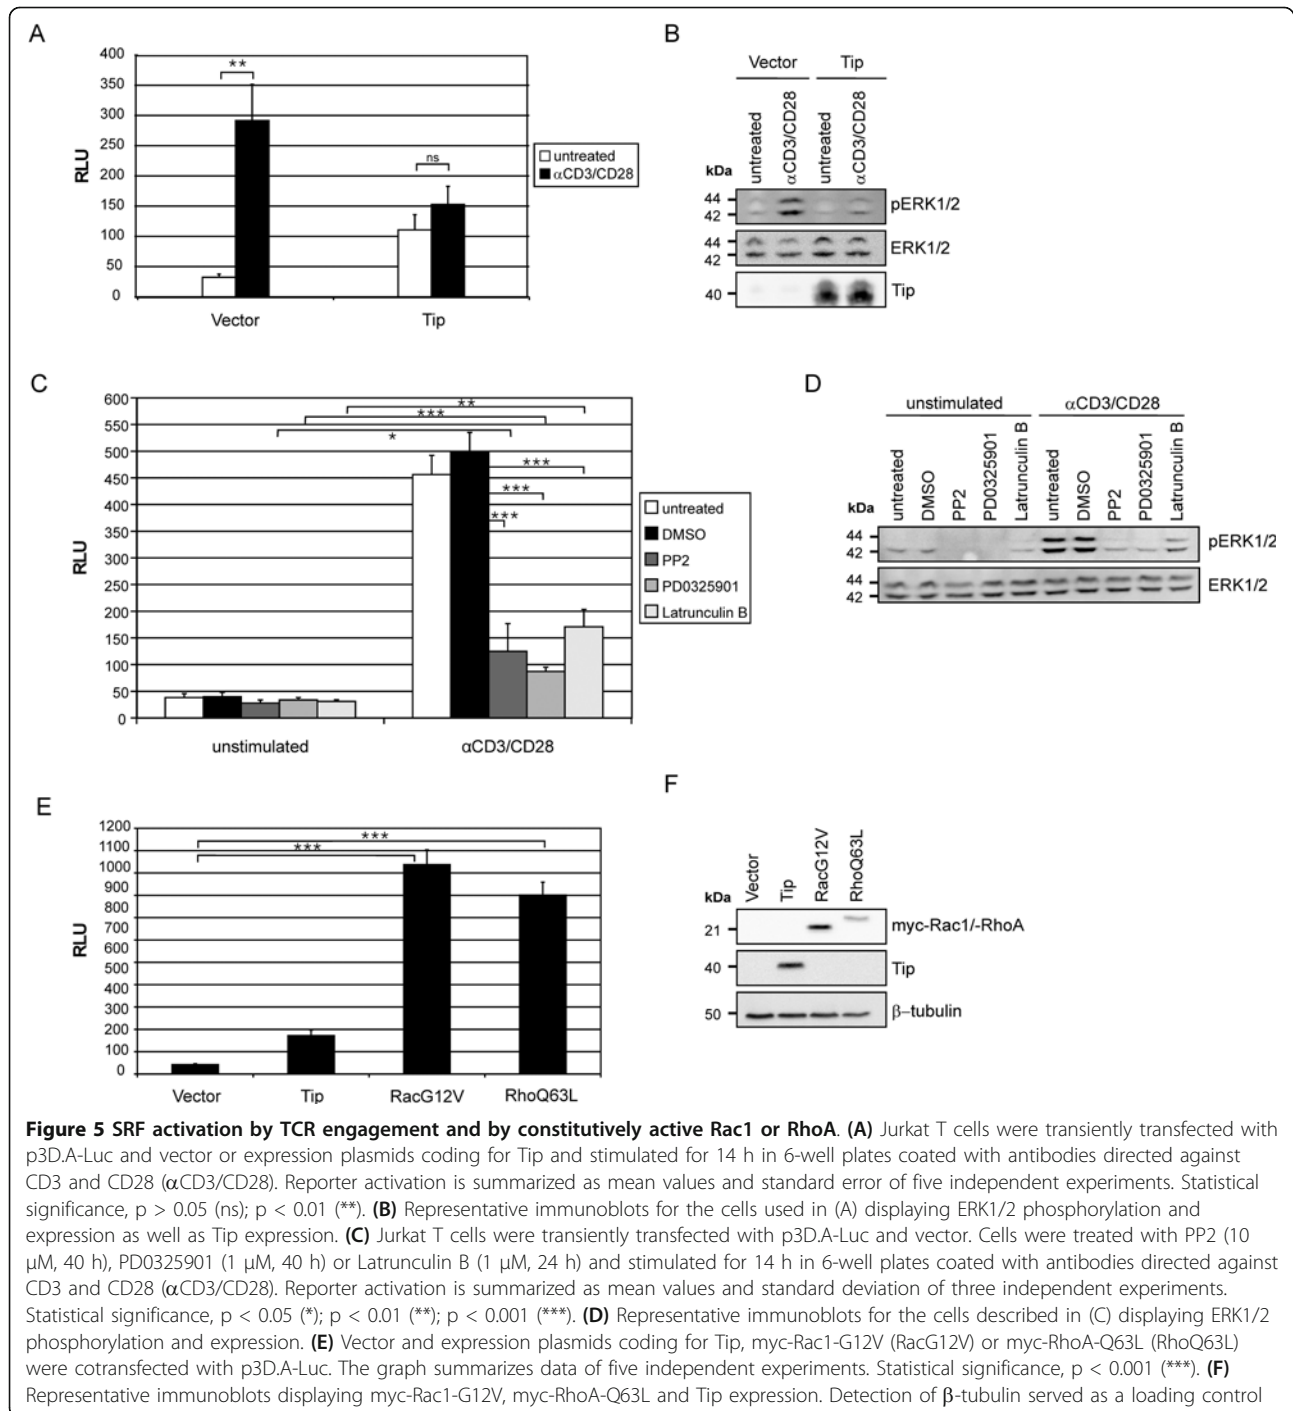 A
400
350
300
250
200
150
100
50
0
RLU
**
ns
untreated
αCD3/CD28
Vector
Tip
B
Vector
Tip
untreated
αCD3/CD28
untreated
αCD3/CD28
kDa
44
42
pERK1/2
44
42
ERK1/2
40
Tip
C
600
550
500
450
400
350
300
250
200
150
100
50
0
RLU
**
***
*
***
***
***
untreated
DMSO
PP2
PD0325901
Latrunculin B
unstimulated
αCD3/CD28
D
unstimulated
αCD3/CD28
untreated
DMSO
PP2
PD0325901
Latrunculin B
untreated
DMSO
PP2
PD0325901
Latrunculin B
kDa
44
42
pERK1/2
44
42
ERK1/2
E
1200
1100
1000
900
800
700
600
500
400
300
200
100
0
RLU
***
***
Vector
Tip
RacG12V
RhoQ63L
F
Vector
Tip
RacG12V
RhoQ63L
kDa
21
myc-Rac1/-RhoA
40
Tip
50
β-tubulin
Figure 5 SRF activation by TCR engagement and by constitutively active Rac1 or RhoA. (A) Jurkat T cells were transiently transfected with
p3D.A-Luc and vector or expression plasmids coding for Tip and stimulated for 14 h in 6-well plates coated with antibodies directed against
CD3 and CD28 (αCD3/CD28). Reporter activation is summarized as mean values and standard error of five independent experiments. Statistical
significance, p > 0.05 (ns); p < 0.01 (**). (B) Representative immunoblots for the cells used in (A) displaying ERK1/2 phosphorylation and
expression as well as Tip expression. (C) Jurkat T cells were transiently transfected with p3D.A-Luc and vector. Cells were treated with PP2 (10
μM, 40 h), PD0325901 (1 μM, 40 h) or Latrunculin B (1 μM, 24 h) and stimulated for 14 h in 6-well plates coated with antibodies directed against
CD3 and CD28 (αCD3/CD28). Reporter activation is summarized as mean values and standard deviation of three independent experiments.
Statistical significance, p < 0.05 (*); p < 0.01 (**); p < 0.001 (***). (D) Representative immunoblots for the cells described in (C) displaying ERK1/2
phosphorylation and expression. (E) Vector and expression plasmids coding for Tip, myc-Rac1-G12V (RacG12V) or myc-RhoA-Q63L (RhoQ63L)
were cotransfected with p3D.A-Luc. The graph summarizes data of five independent experiments. Statistical significance, p < 0.001 (***). (F)
Representative immunoblots displaying myc-Rac1-G12V, myc-RhoA-Q63L and Tip expression. Detection of β-tubulin served as a loading control